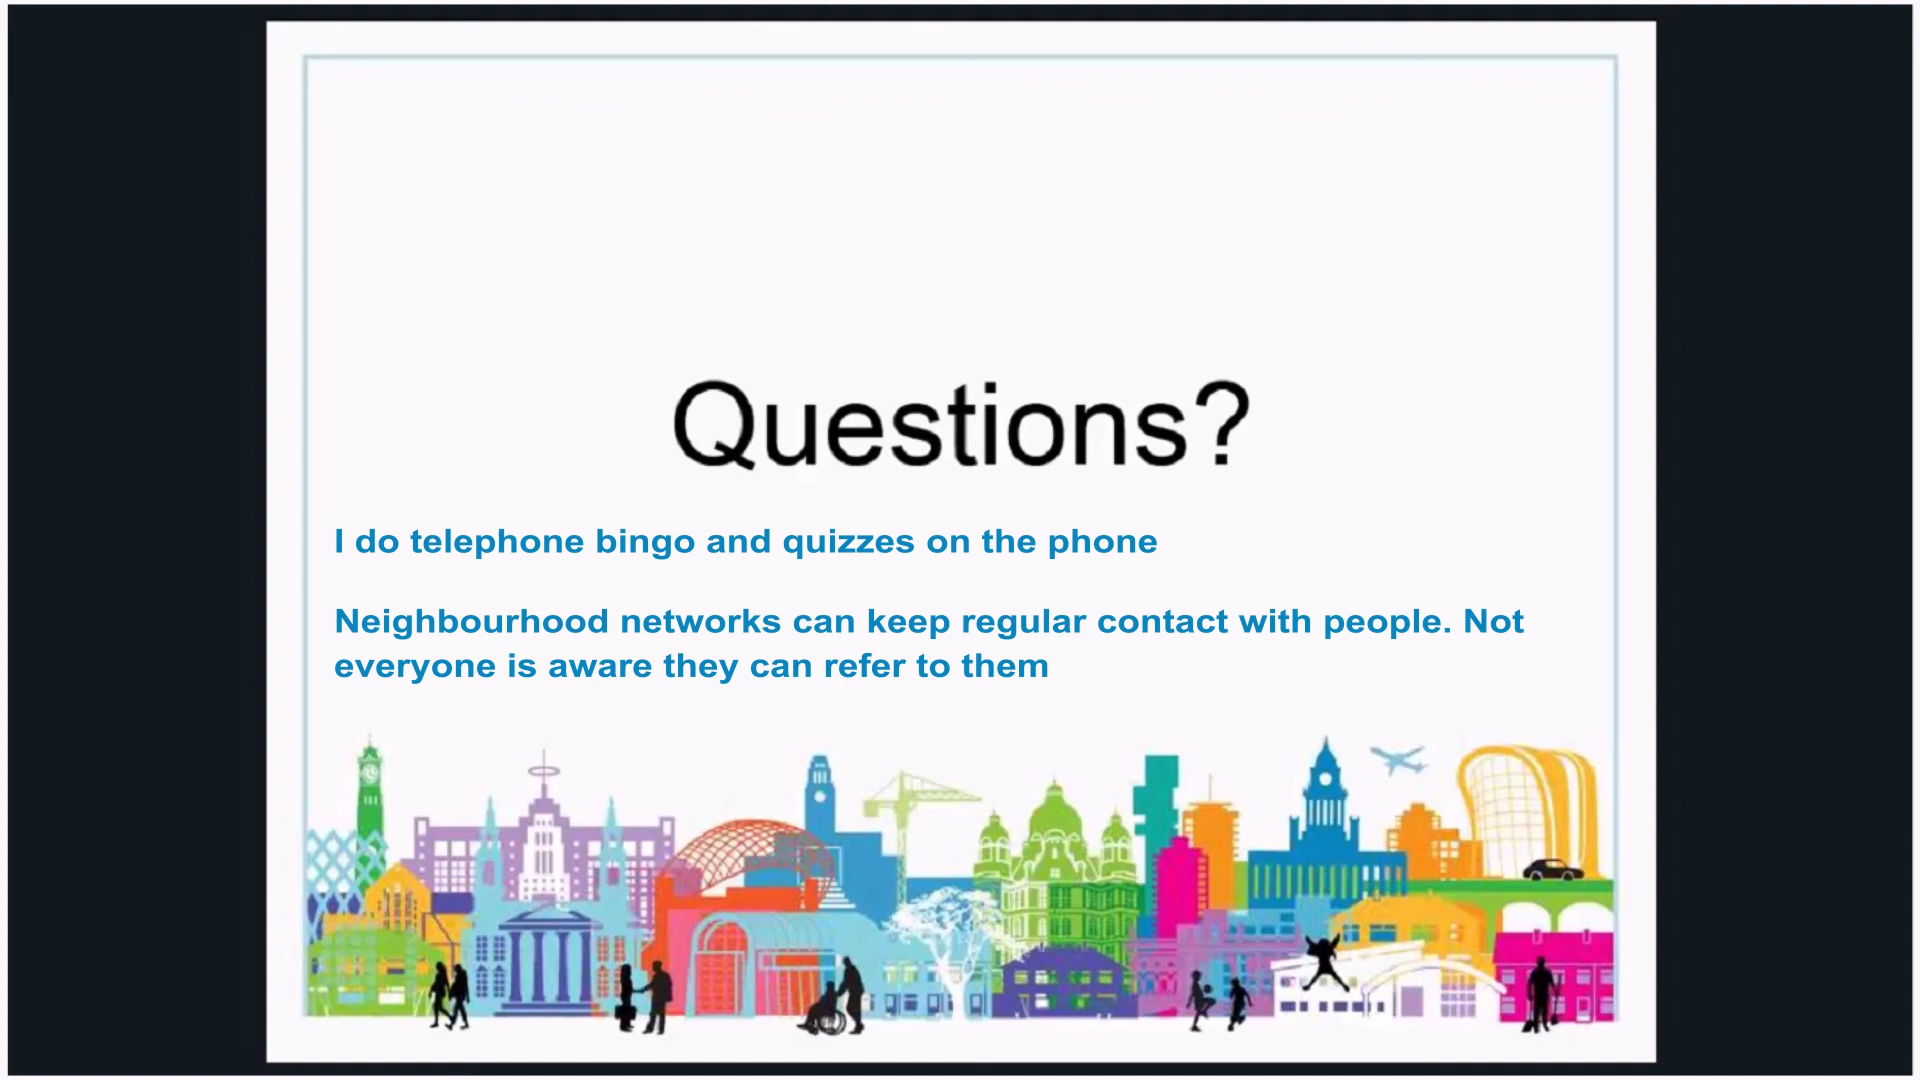 Questions?
I do telephone bingo and quizzes on the phone
Neighbourhood networks can keep regular contact with people. Not
everyone is aware they can refer to them